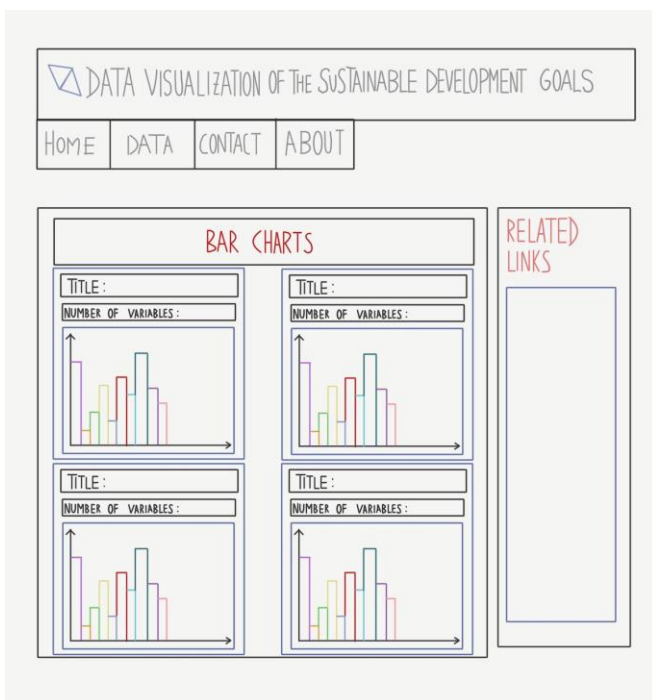 DATA VISUALIZATION OF THE SUSTAINABLE DEVELOPMENT GOALS
HOME DATA CONTACT ABOUT
BAR CHARTS
TITLE:
NUMBER OF VARIABLES:
TITLE:
NUMBER OF VARIABLES:
TITLE:
NUMBER OF VARIABLES:
TITLE:
NUMBER OF VARIABLES:
RELATED
LINKS